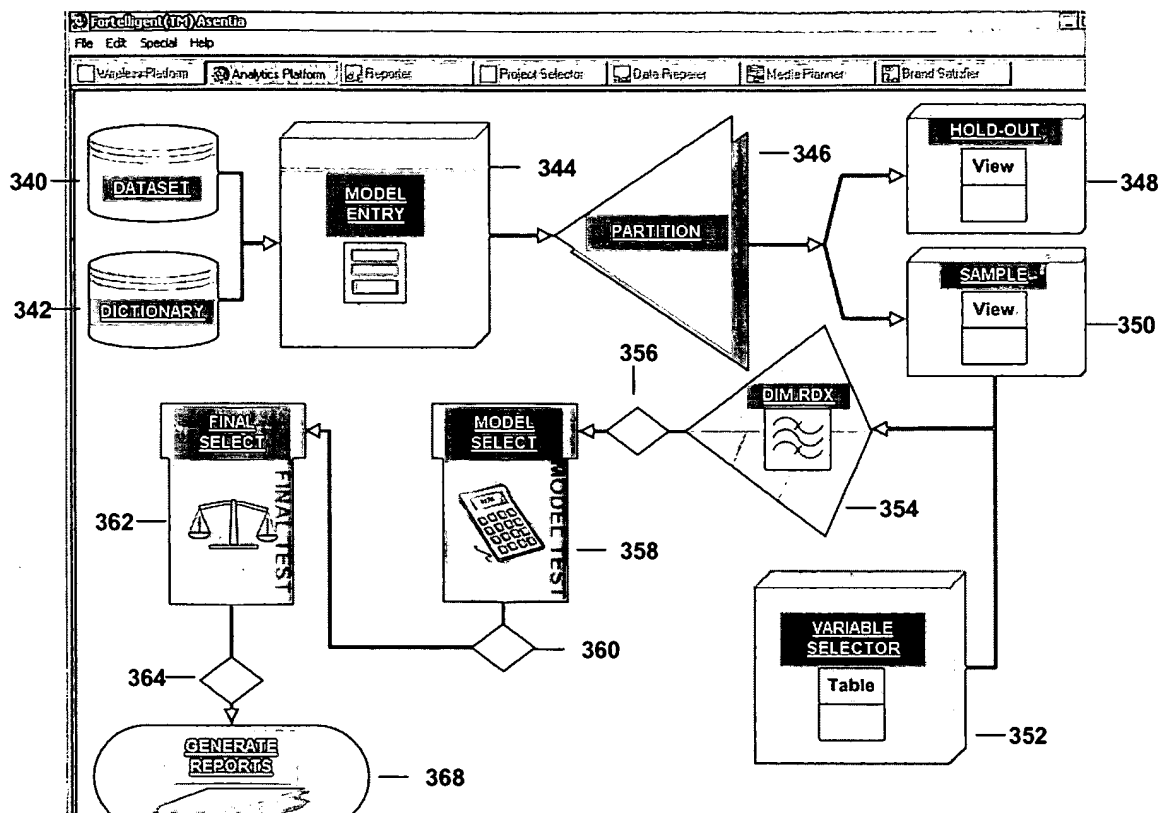 Fortelligent(TM) Asentia
File Edit Special Help
Wireless Platform Analytics Platform Reporter Project Selector Data Preparer Media Planner Brand Satisfier
340
DATASET
342
DICTIONARY
MODEL
ENTRY
344
PARTITION
346
HOLD-OUT
View
348
SAMPLE
View
350
356
DIM.RDX
354
MODEL
SELECT
MODEL TEST
358
360
FINAL
SELECT
FINAL TEST
362
364
VARIABLE
SELECTOR
Table
352
GENERATE
REPORTS
368